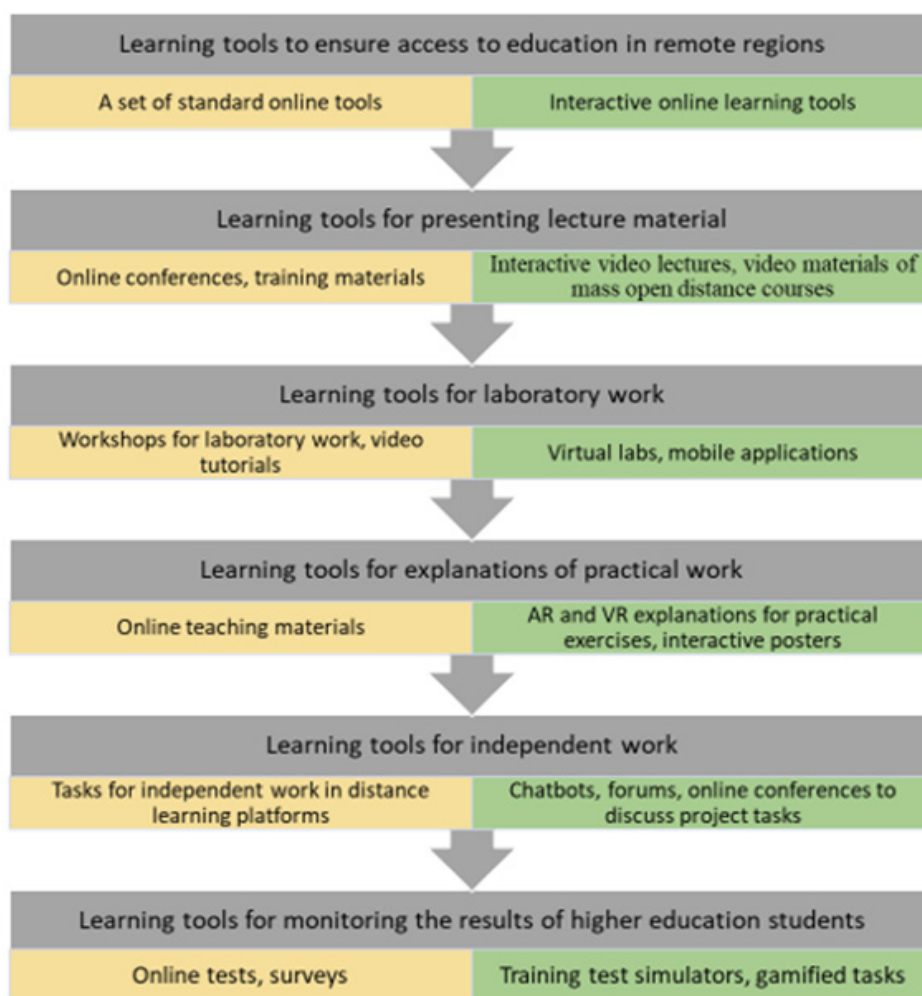 Learning tools to ensure access to education in remote regions
A set of standard online tools
Interactive online learning tools
Learning tools for presenting lecture material
Online conferences, training materials
Interactive video lectures, video materials of
mass open distance courses
Learning tools for laboratory work
Workshops for laboratory work, video
tutorials
Virtual labs, mobile applications
Learning tools for explanations of practical work
Online teaching materials
AR and VR explanations for practical
exercises, interactive posters
Learning tools for independent work
Tasks for independent work in distance
learning platforms
Chatbots, forums, online conferences to
discuss project tasks
Learning tools for monitoring the results of higher education students
Online tests, surveys
Training test simulators, gamified tasks